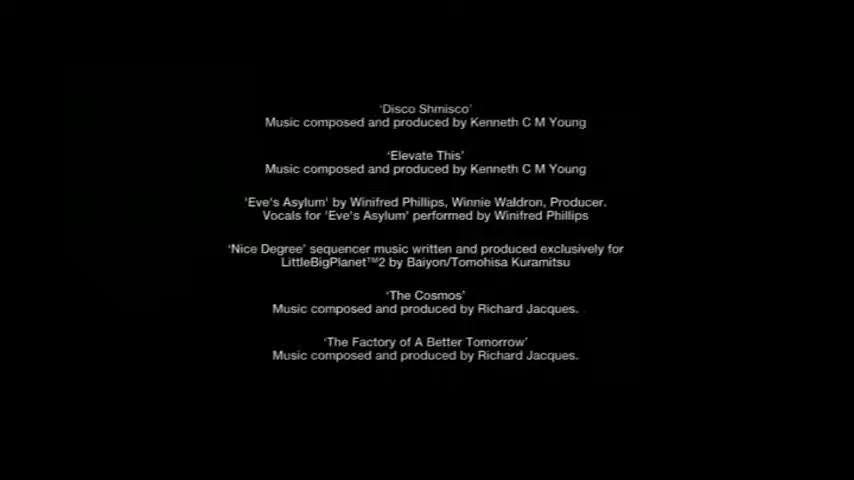 ‘Disco Shmisco’
Music composed and produced by Kenneth C M Young
‘Elevate This’
Music composed and produced by Kenneth C M Young
'Eve's Asylum' by Winifred Phillips, Winnie Waldron, Producer.
Vocals for 'Eve's Asylum' performed by Winifred Phillips
‘Nice Degree’ sequencer music written and produced exclusively for
LittleBigPlanet™2 by Baiyon/Tomohisa Kuramitsu
‘The Cosmos’
Music composed and produced by Richard Jacques.
‘The Factory of A Better Tomorrow’
Music composed and produced by Richard Jacques.